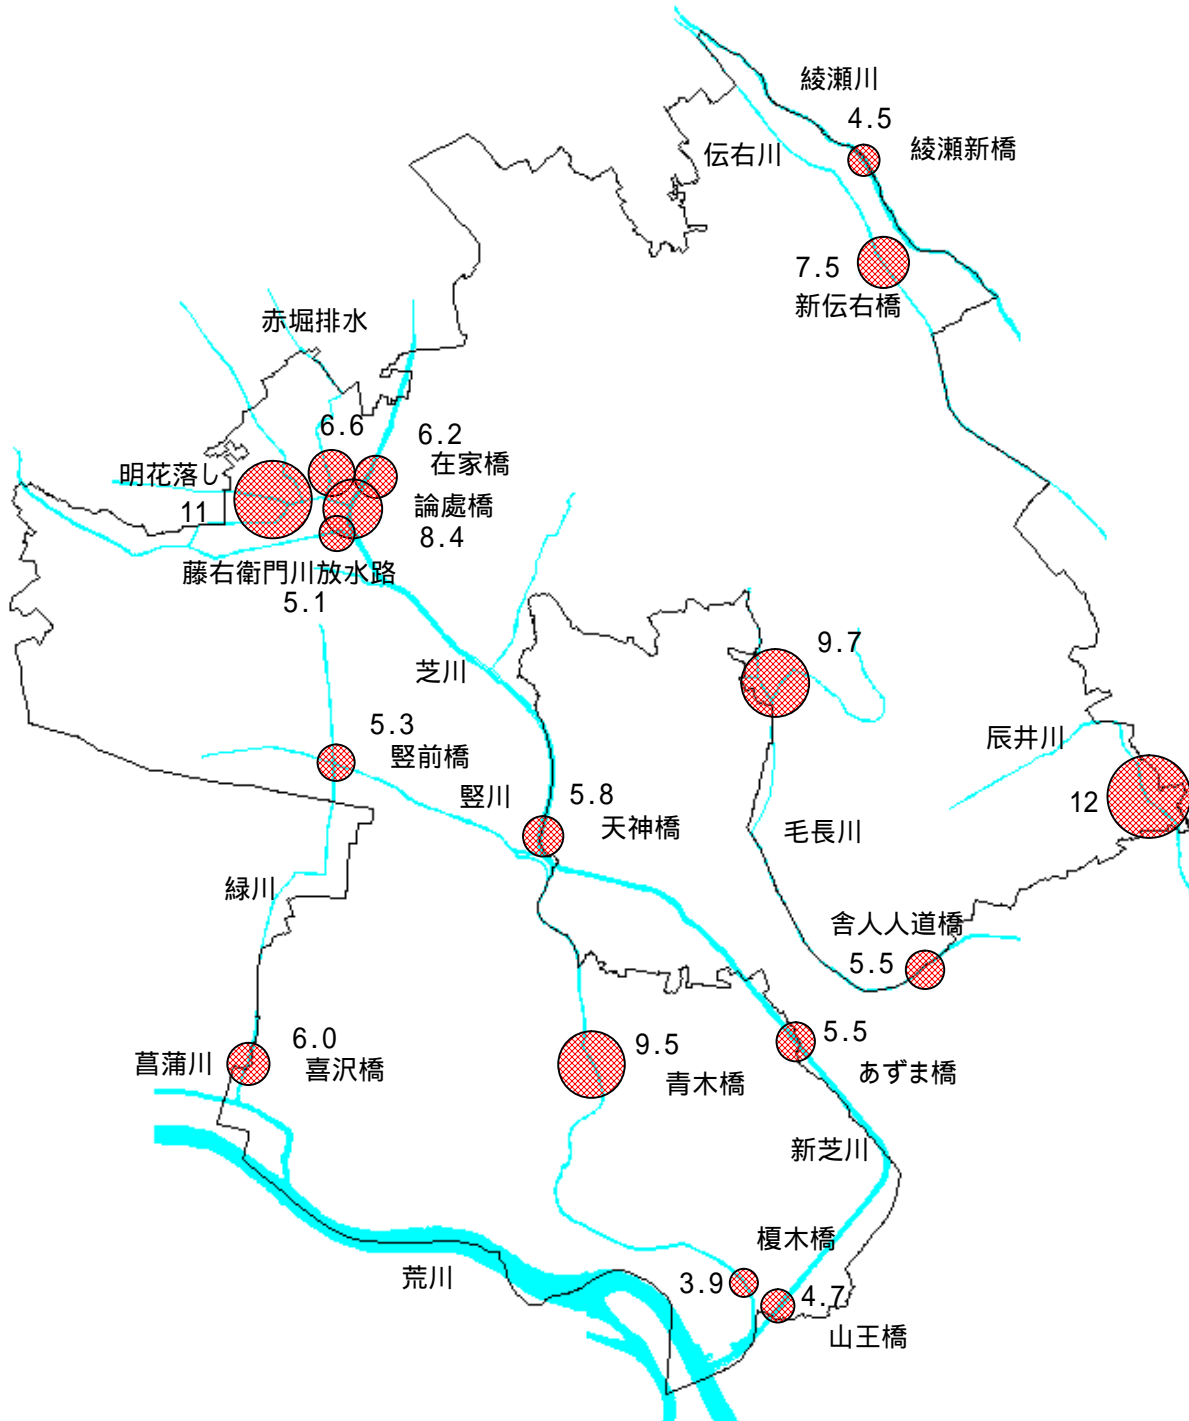 綾瀬川
4.5
綾瀬新橋
伝右川
7.5
新伝右橋
赤堀排水
6.6
6.2
在家橋
明花落し
論處橋
11
8.4
藤右衛門川放水路
5.1
芝川
9.7
5.3
竪前橋
辰井川
竪川
5.8
天神橋
12
毛長川
緑川
舎人人道橋
5.5
6.0
喜沢橋
菖蒲川
9.5
青木橋
5.5
あずま橋
新芝川
榎木橋
荒川
3.9
4.7
山王橋